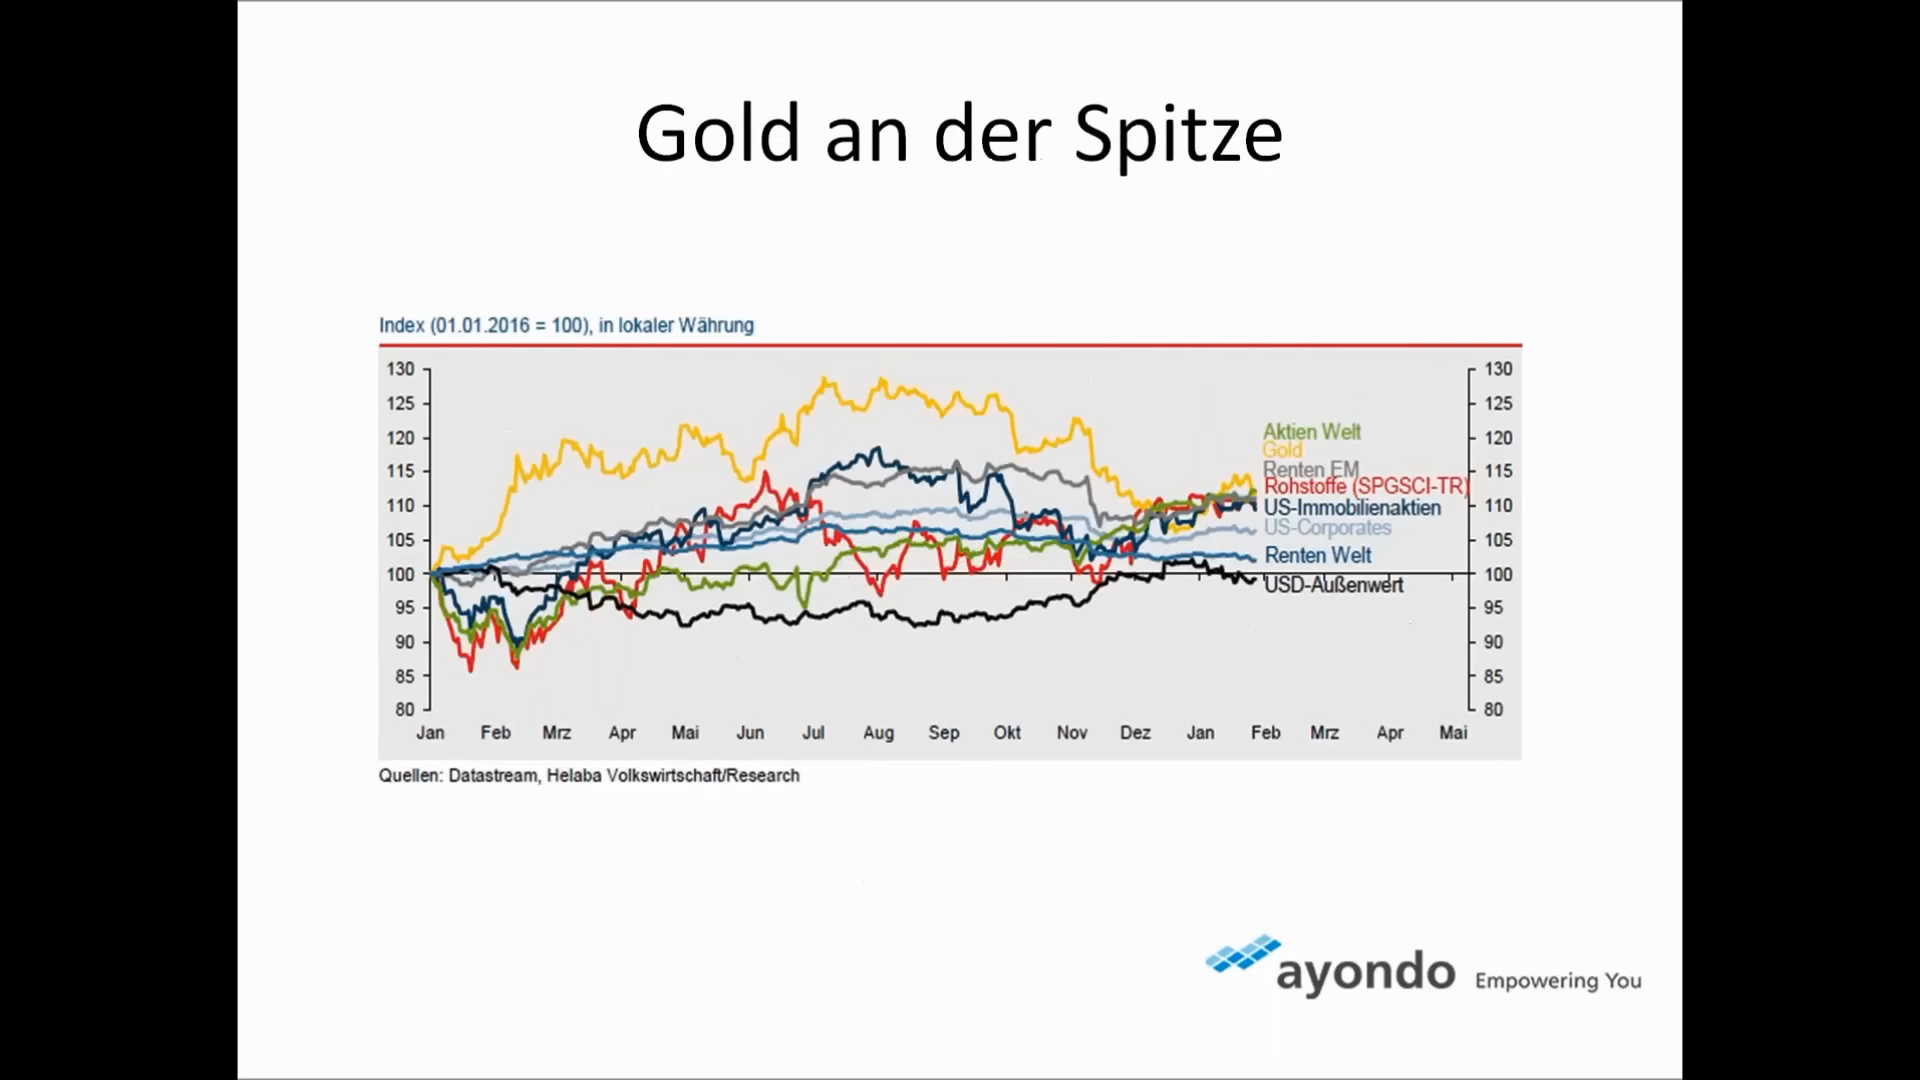 Gold an der Spitze
Index (01.01.2016 = 100), in lokaler Währung
130 130
125 125
120 120
115 115
110 110
105 105
100 100
95 95
90 90
85 85
80 80
Aktien Welt
Gold
Renten EM
Rohstoffe (SPGSCI-TR)
US-Immobilienaktien
US-Corporates
Renten Welt
USD-Außenwert
Jan Feb Mrz Apr Mai Jun Jul Aug Sep Okt Nov Dez Jan Feb Mrz Apr Mai
Quellen: Datastream, Helaba Volkswirtschaft/Research
ayondo Empowering You